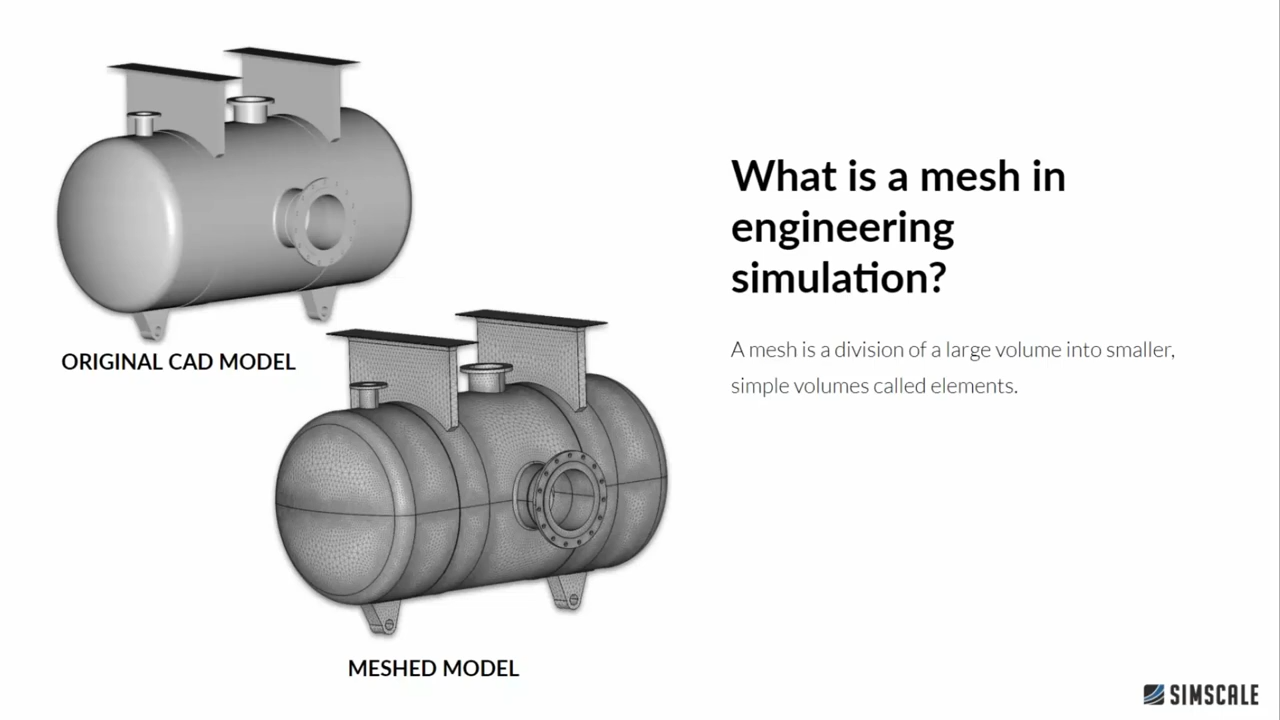 What is a mesh in
engineering
simulation?
A mesh is a division of a large volume into smaller,
simple volumes called elements.
ORIGINAL CAD MODEL
MESHED MODEL
SIMSCALE